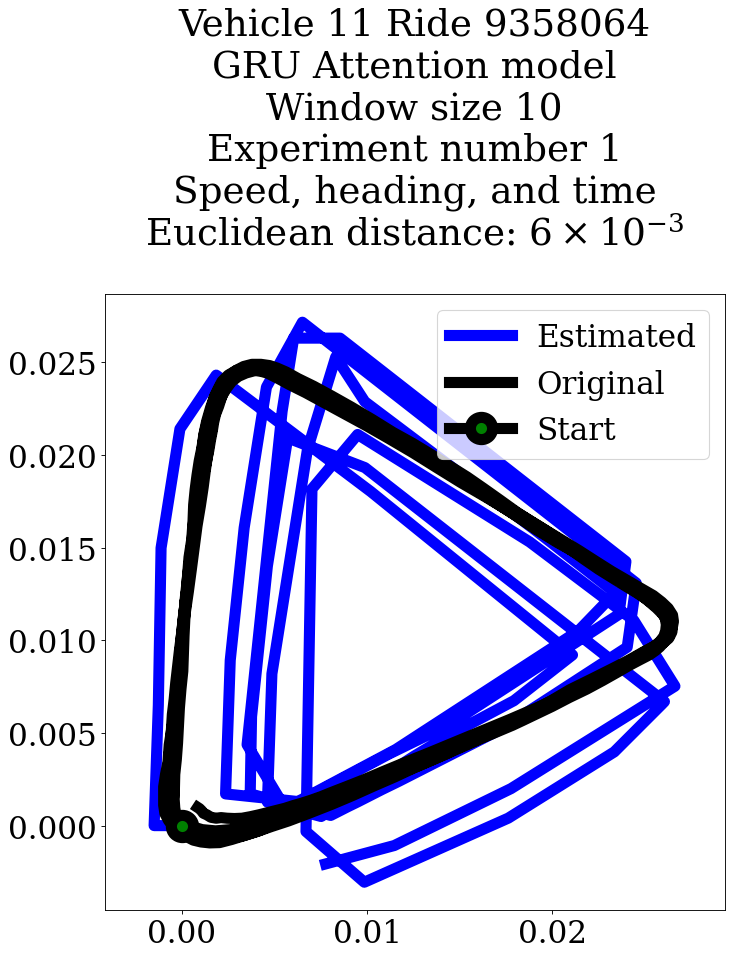 Vehicle 11 Ride 9358064
GRU Attention model
Window size 10
Experiment number 1
Speed, heading, and time
Euclidean distance: 6 × 10⁻³
Estimated
Original
Start
0.025
0.020
0.015
0.010
0.005
0.000
0.00 0.01 0.02